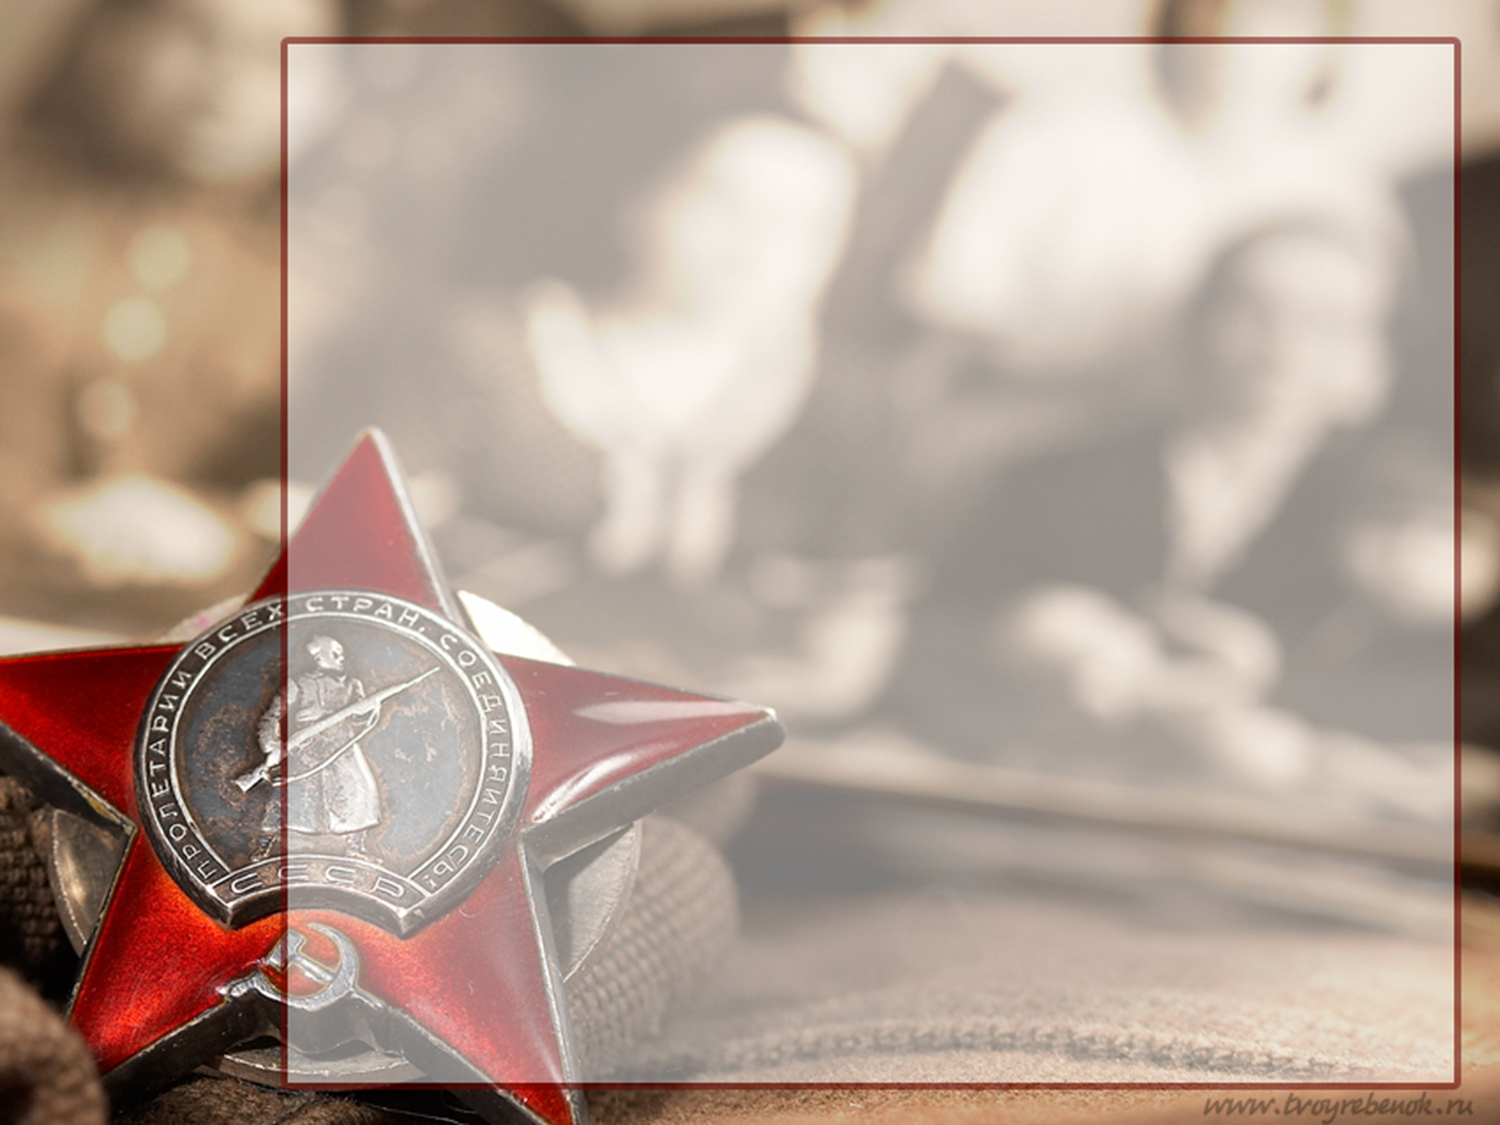 ПРОЛЕТАРИИ ВСЕХ СТРАН, СОЕДИНЯЙТЕСЬ!
СССР
www.tvoyrebenok.ru